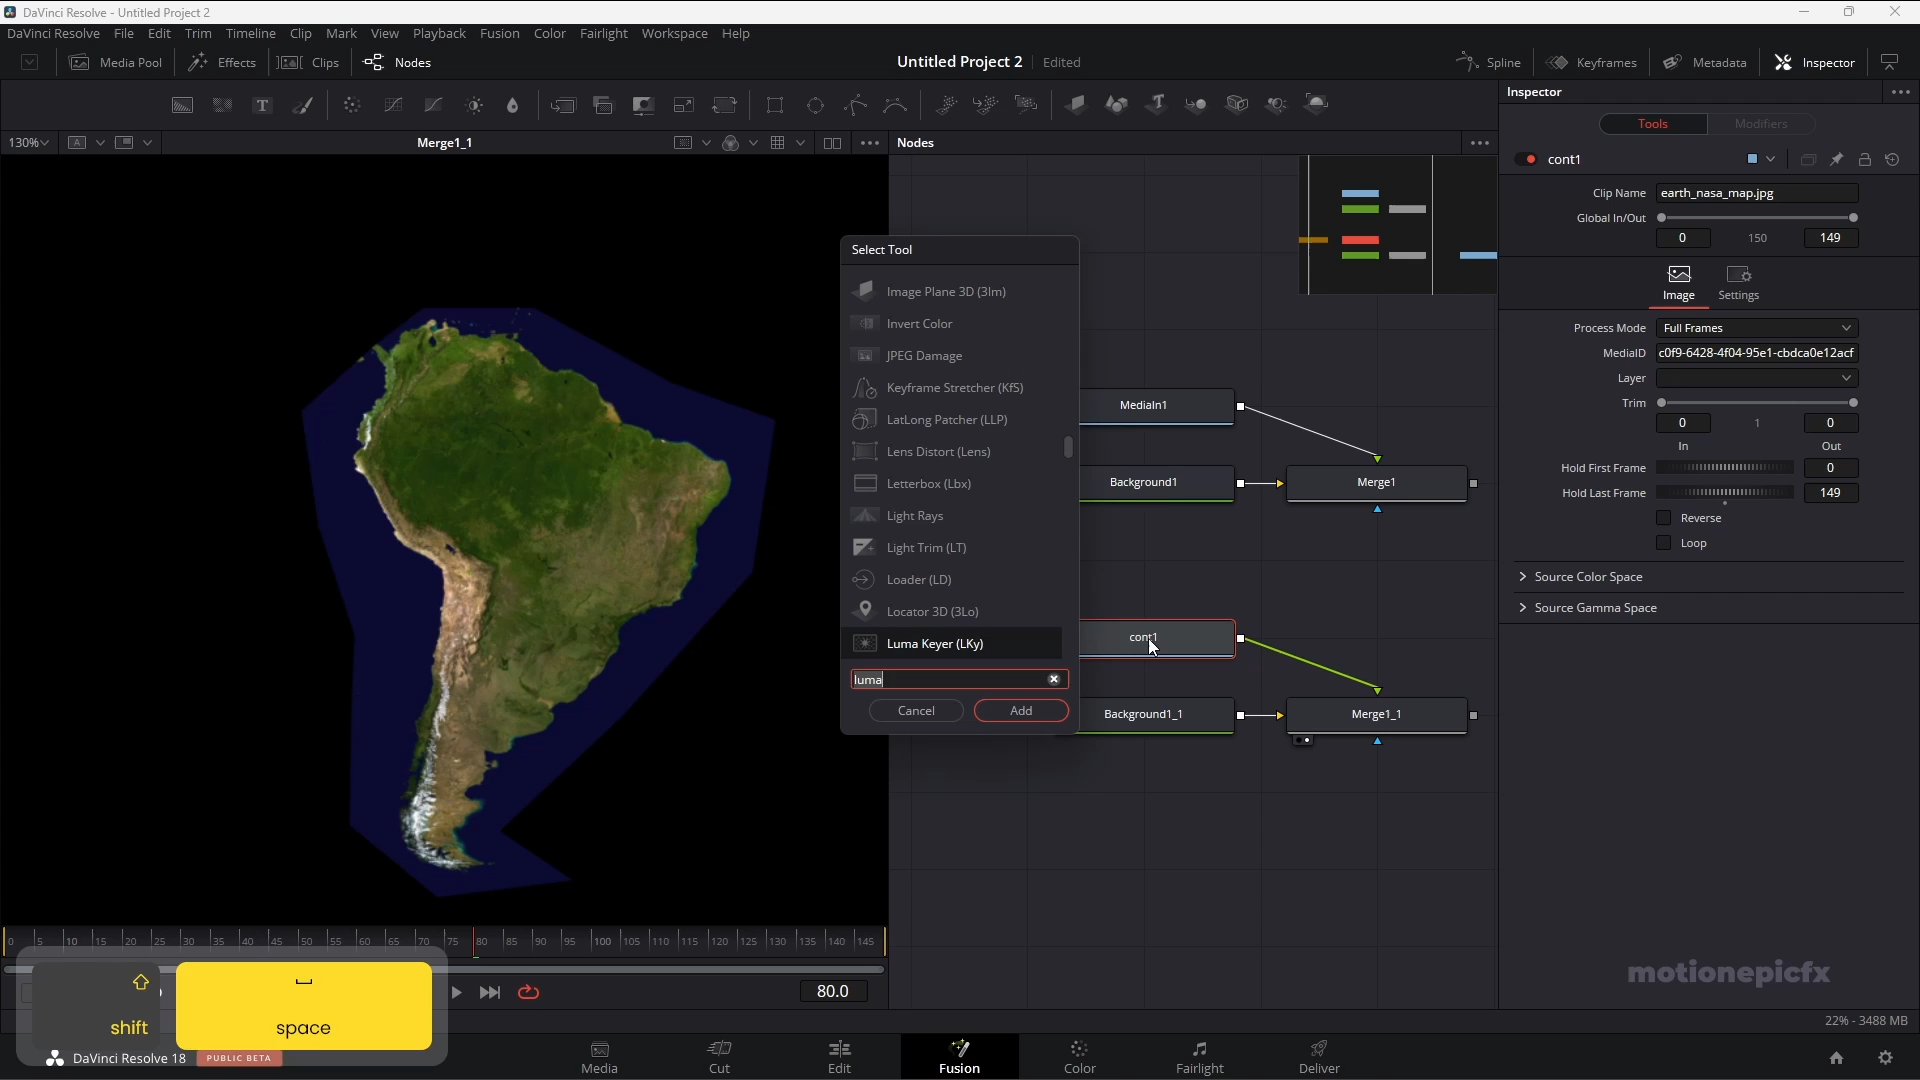 DaVinci Resolve - Untitled Project 2
DaVinci Resolve File Edit Trim Timeline Clip Mark View Playback Fusion Color Fairlight Workspace Help
Media Pool Effects Clips Nodes Untitled Project 2 Edited Spline Keyframes Metadata Inspector
Inspector
130% Merge1_1 Nodes
Tools Modifiers
cont1
Clip Name earth_nasa_map.jpg
Global In/Out
0 150 149
Image Settings
Process Mode Full Frames
MediaID c0f9-6428-4f04-95e1-cbdca0e12acf
Layer
Trim
0 1 0
In Out
Hold First Frame 0
Hold Last Frame 149
Reverse
Loop
Source Color Space
Source Gamma Space
Select Tool
Image Plane 3D (3Im)
Invert Color
JPEG Damage
Keyframe Stretcher (KfS)
LatLong Patcher (LLP)
Lens Distort (Lens)
Letterbox (Lbx)
Light Rays
Light Trim (LT)
Loader (LD)
Locator 3D (3Lo)
Luma Keyer (LKy)
luma
Cancel Add
MediaIn1
Background1 Merge1
cont1
Background1_1 Merge1_1
0 5 10 15 20 25 30 35 40 45 50 55 60 65 70 75 80 85 90 95 100 105 110 115 120 125 130 135 140 145
80.0
shift space
motionepicfx
22% - 3488 MB
DaVinci Resolve 18 PUBLIC BETA
Media Cut Edit Fusion Color Fairlight Deliver